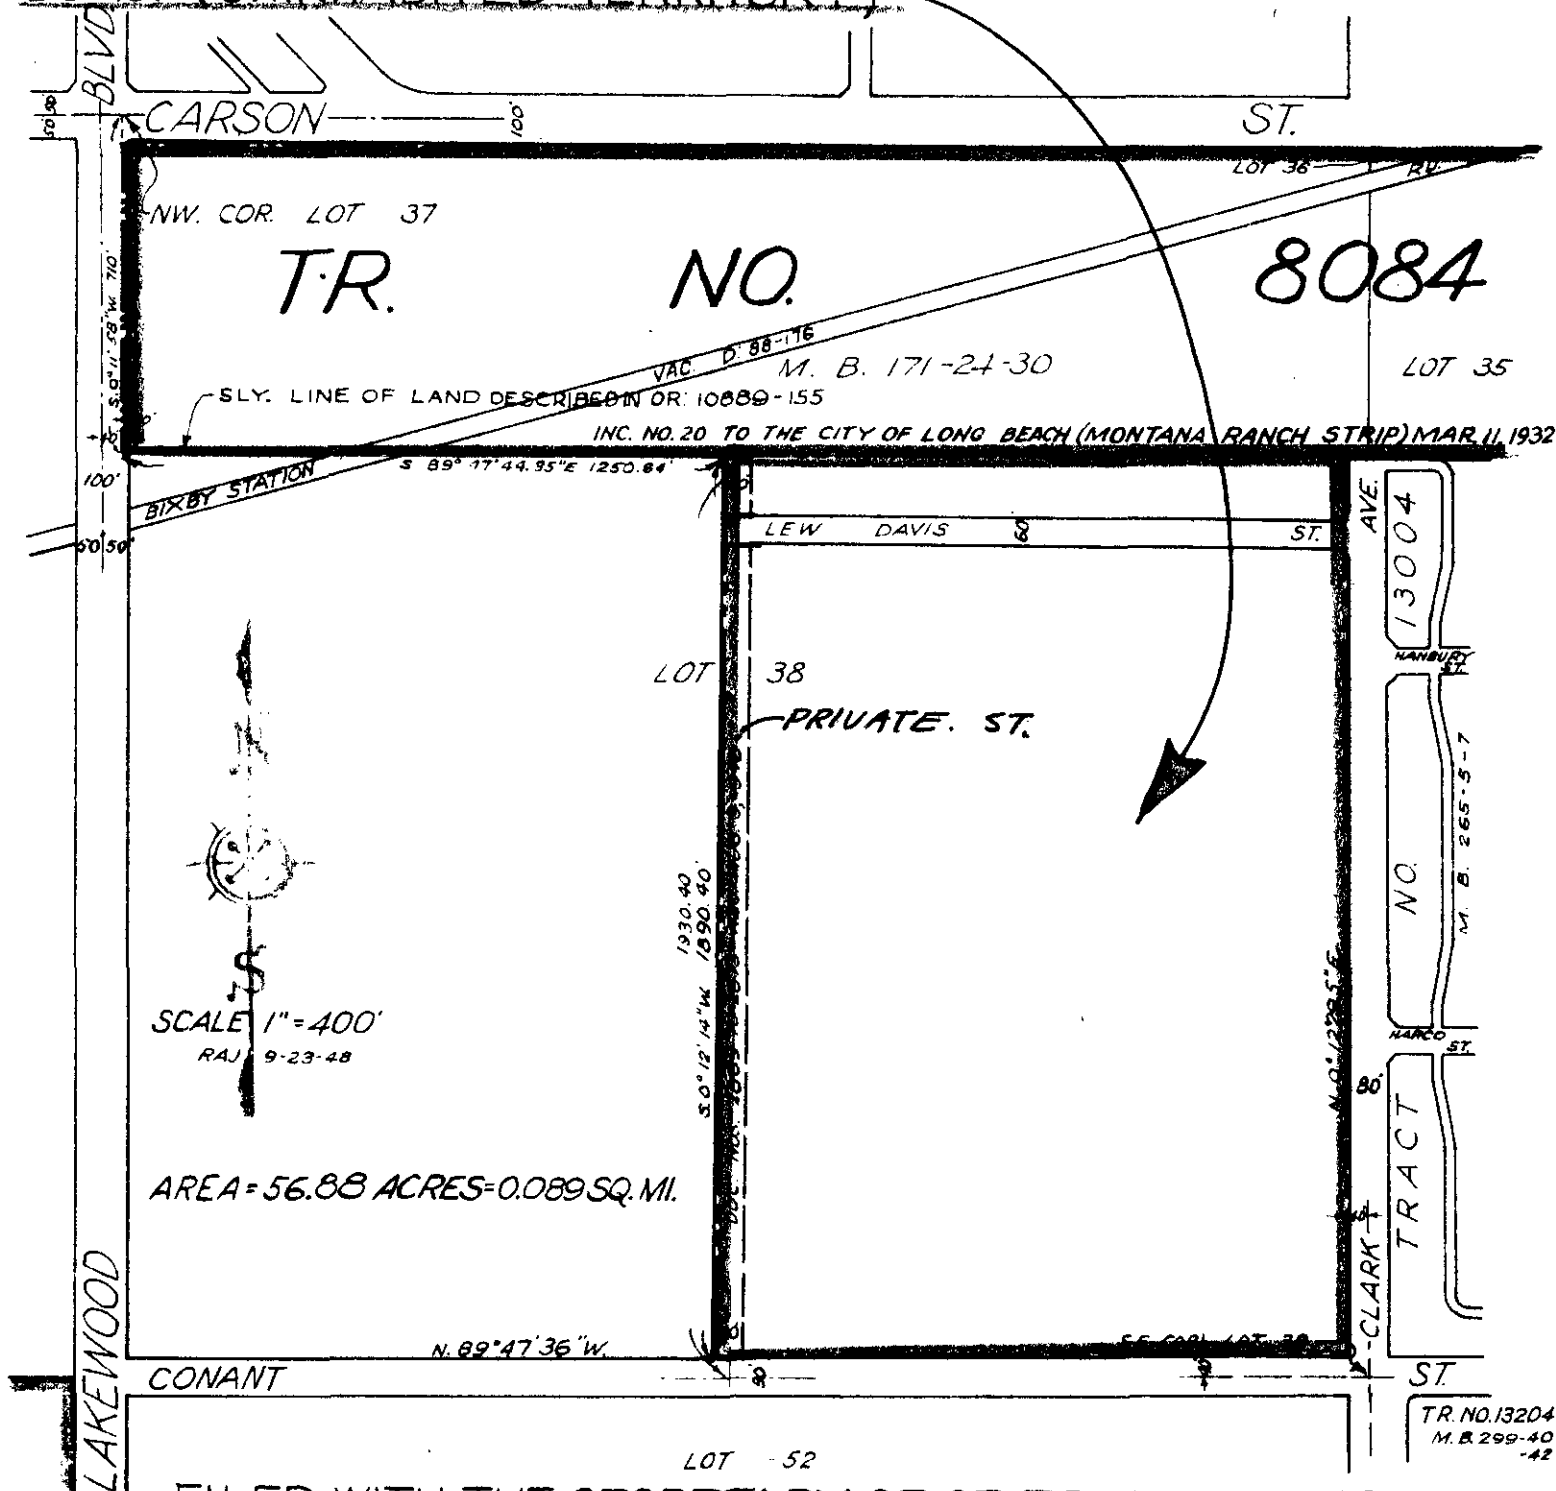 BLVD
CARSON
100'
ST.
50'
LOT 36
NW. COR. LOT 37
TR. NO. 8084
VAC. D: 88-176
M. B. 171-24-30
LOT 35
S. 0° 11' 58" W. 710'
SLY. LINE OF LAND DESCRIBED IN OR: 10889-155
INC. NO. 20 TO THE CITY OF LONG BEACH (MONTANA RANCH STRIP) MAR. 11, 1932
S 89° 47'44.95"E 1250.64'
100'
BIXBY STATION
50' 50'
LEW DAVIS ST.
60
AVE.
13004
HANBURY
ST.
LOT 38
PRIVATE. ST.
M. B. 265-5-7
1930.40
S.0° 12' 14"W 1890.40'
NO.
SCALE 1"=400'
RAJ 9-23-48
HARCO
ST.
80'
TRACT
AREA=56.88 ACRES=0.089 SQ. MI.
CLARK
LAKEWOOD
N. 89°47'36"W.
CONANT
ST.
TR. NO. 13204
M. B. 299-40
-42
LOT 52